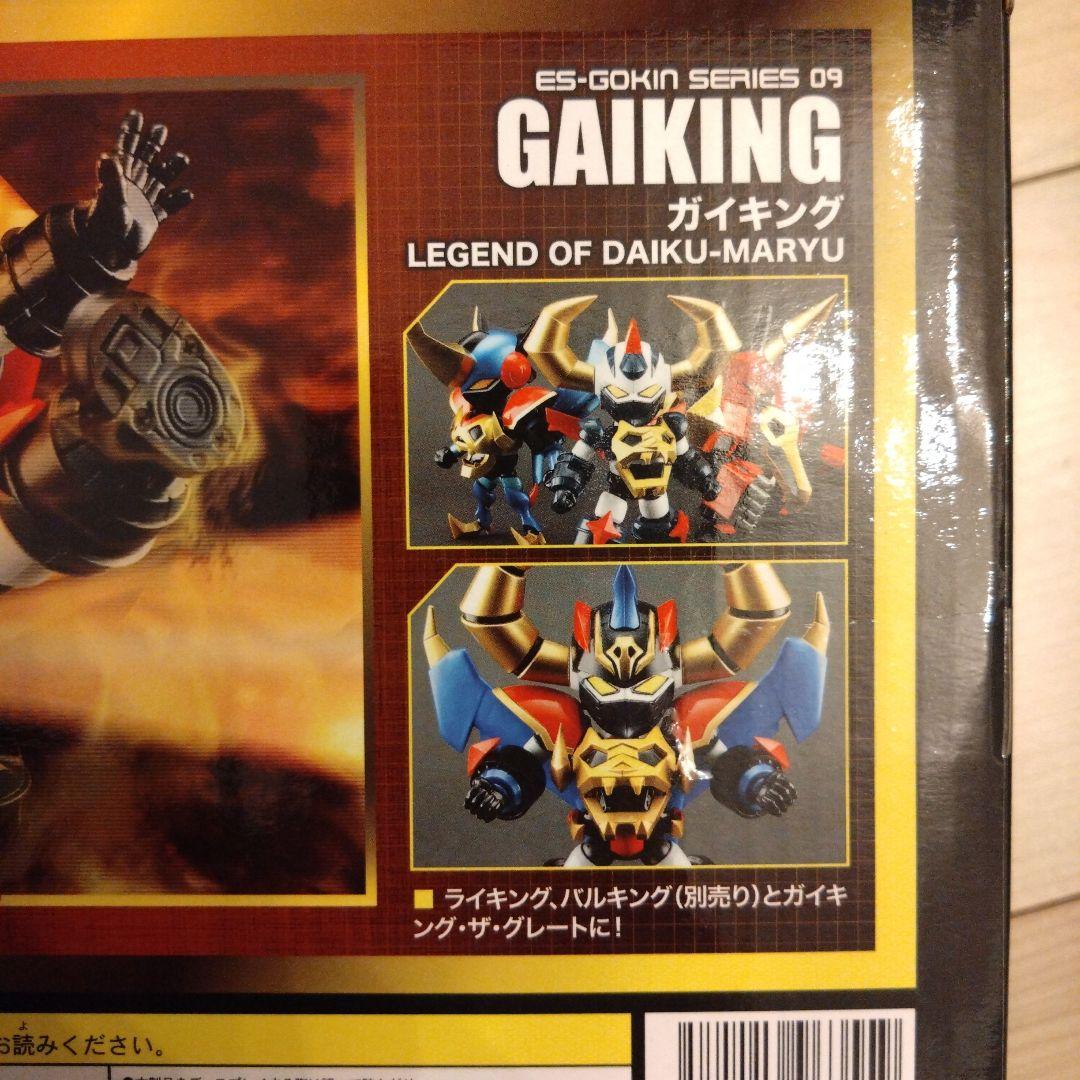 ES-GOKIN SERIES 09
GAIKING
ガイキング
LEGEND OF DAIKU-MARYU
■ ライキング、バルキング(別売り)とガイキ
ング・ザ・グレートに!
よ
お読みください。